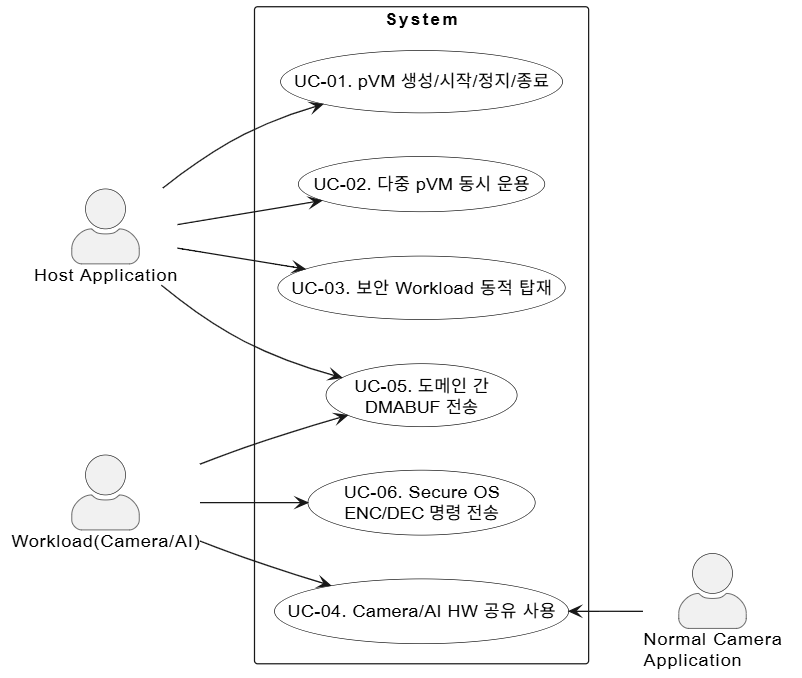 System
UC-01. pVM 생성/시작/정지/종료
UC-02. 다중 pVM 동시 운용
Host Application
UC-03. 보안 Workload 동적 탑재
UC-05. 도메인 간
DMABUF 전송
UC-06. Secure OS
ENC/DEC 명령 전송
Workload(Camera/AI)
UC-04. Camera/AI HW 공유 사용
Normal Camera
Application